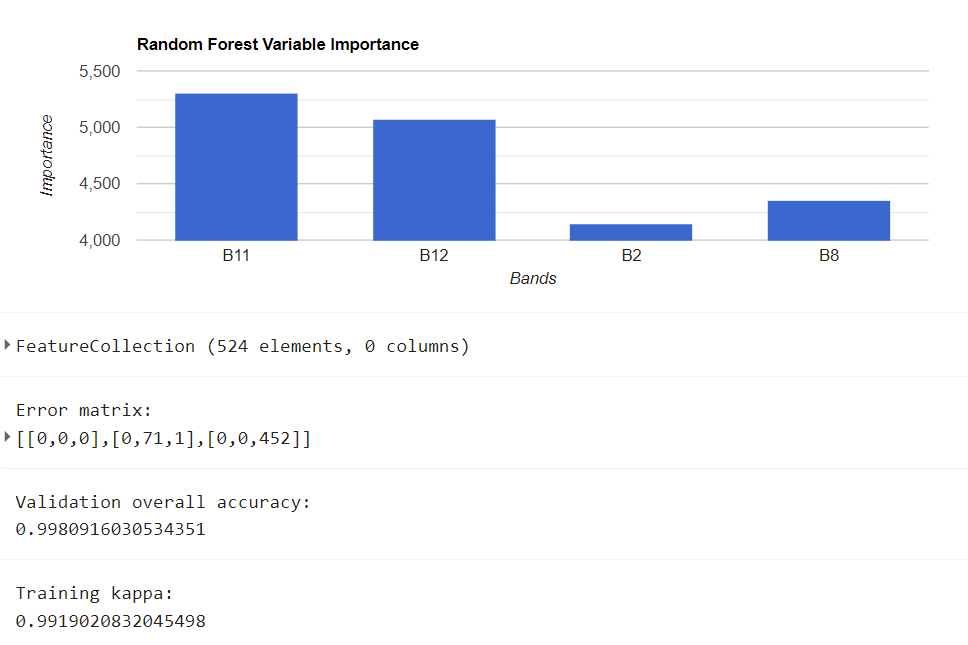 Random Forest Variable Importance
5,500
5,000
4,500
4,000
Importance
B11 B12 B2 B8
Bands
FeatureCollection (524 elements, 0 columns)
Error matrix:
[[0,0,0],[0,71,1],[0,0,452]]
Validation overall accuracy:
0.9980916030534351
Training kappa:
0.9919020832045498